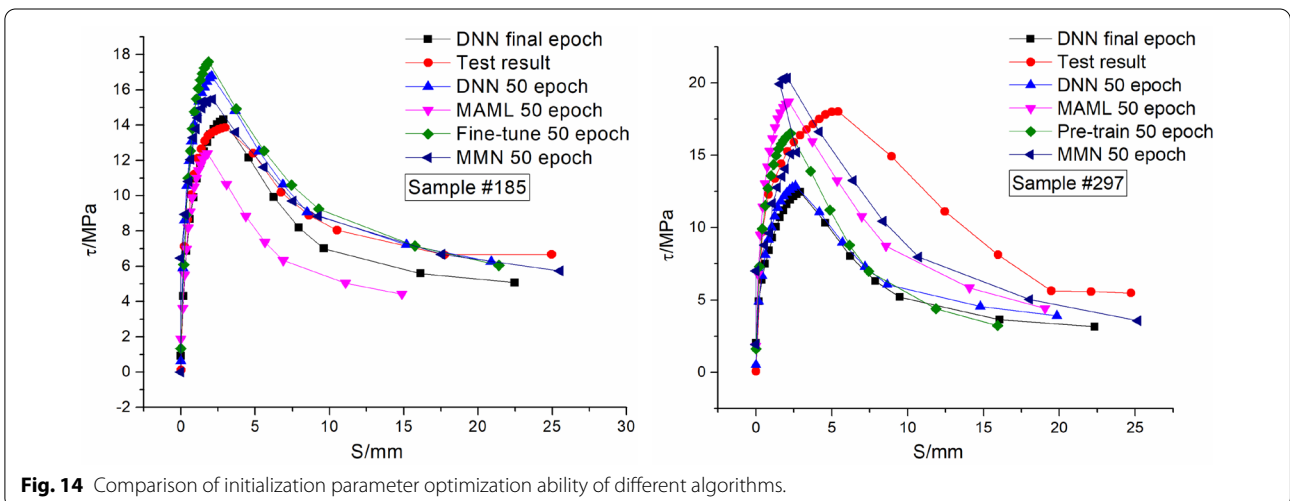 DNN final epoch
Test result
DNN 50 epoch
MAML 50 epoch
Fine-tune 50 epoch
MMN 50 epoch
Sample #185
18
16
14
12
10
8
6
4
2
0
-2
0 5 10 15 20 25 30
τ/MPa
S/mm
DNN final epoch
Test result
DNN 50 epoch
MAML 50 epoch
Pre-train 50 epoch
MMN 50 epoch
Sample #297
20
15
10
5
0
0 5 10 15 20 25
τ/MPa
S/mm
Fig. 14 Comparison of initialization parameter optimization ability of different algorithms.